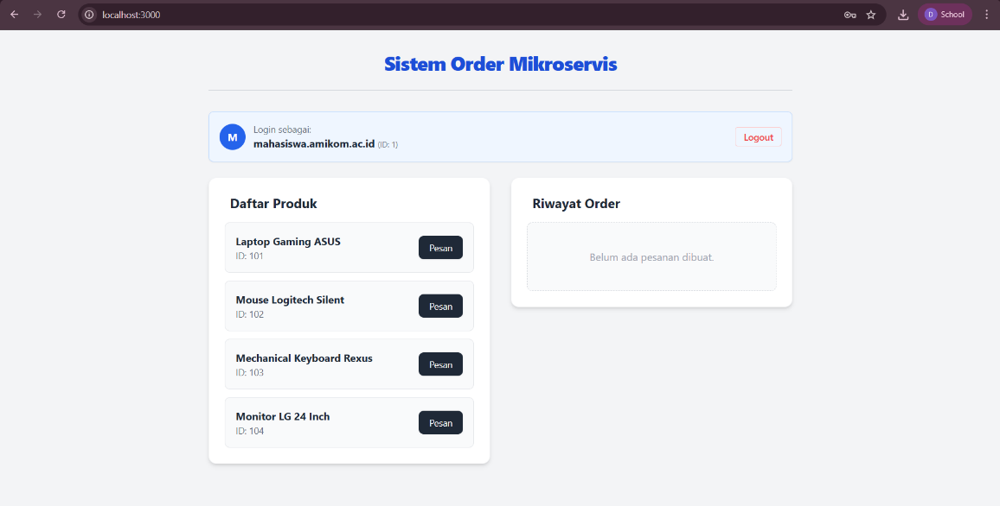 localhost:3000
D School
Sistem Order Mikroservis
M
Login sebagai:
mahasiswa.amikom.ac.id (ID: 1)
Logout
Daftar Produk
Laptop Gaming ASUS
ID: 101
Pesan
Mouse Logitech Silent
ID: 102
Pesan
Mechanical Keyboard Rexus
ID: 103
Pesan
Monitor LG 24 Inch
ID: 104
Pesan
Riwayat Order
Belum ada pesanan dibuat.